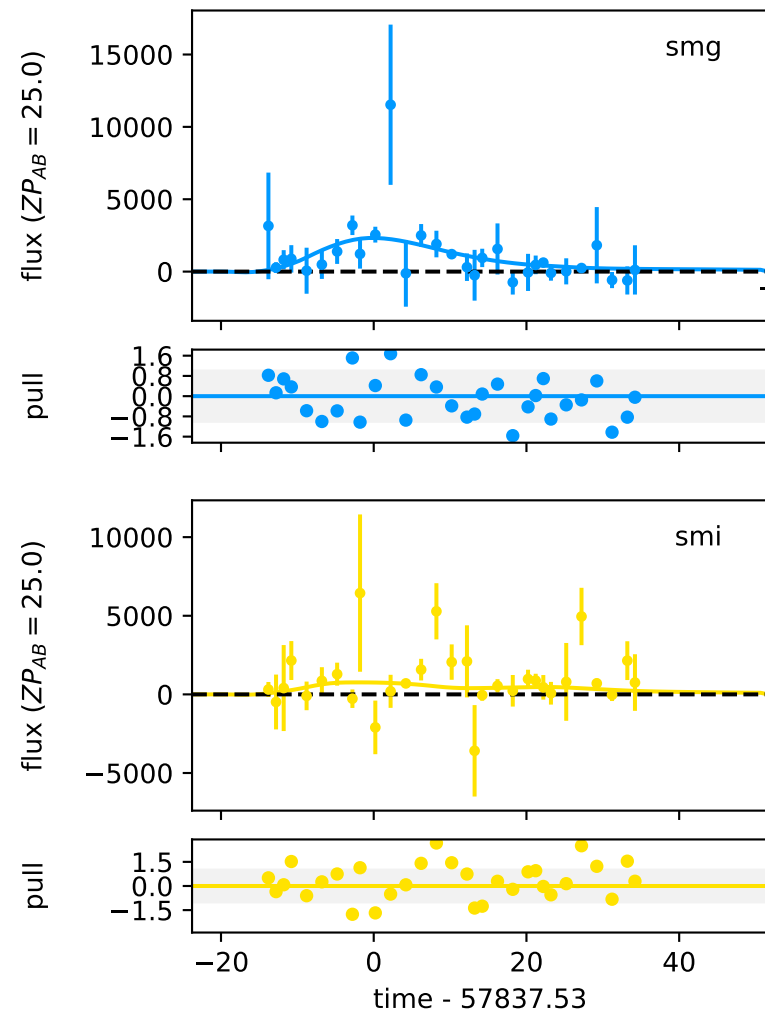 smg
flux (ZP_AB = 25.0)
15000
10000
5000
0
pull
1.6
0.8
0.0
−0.8
−1.6
smi
flux (ZP_AB = 25.0)
10000
5000
0
−5000
pull
1.5
0.0
−1.5
−20
0
20
40
time - 57837.53